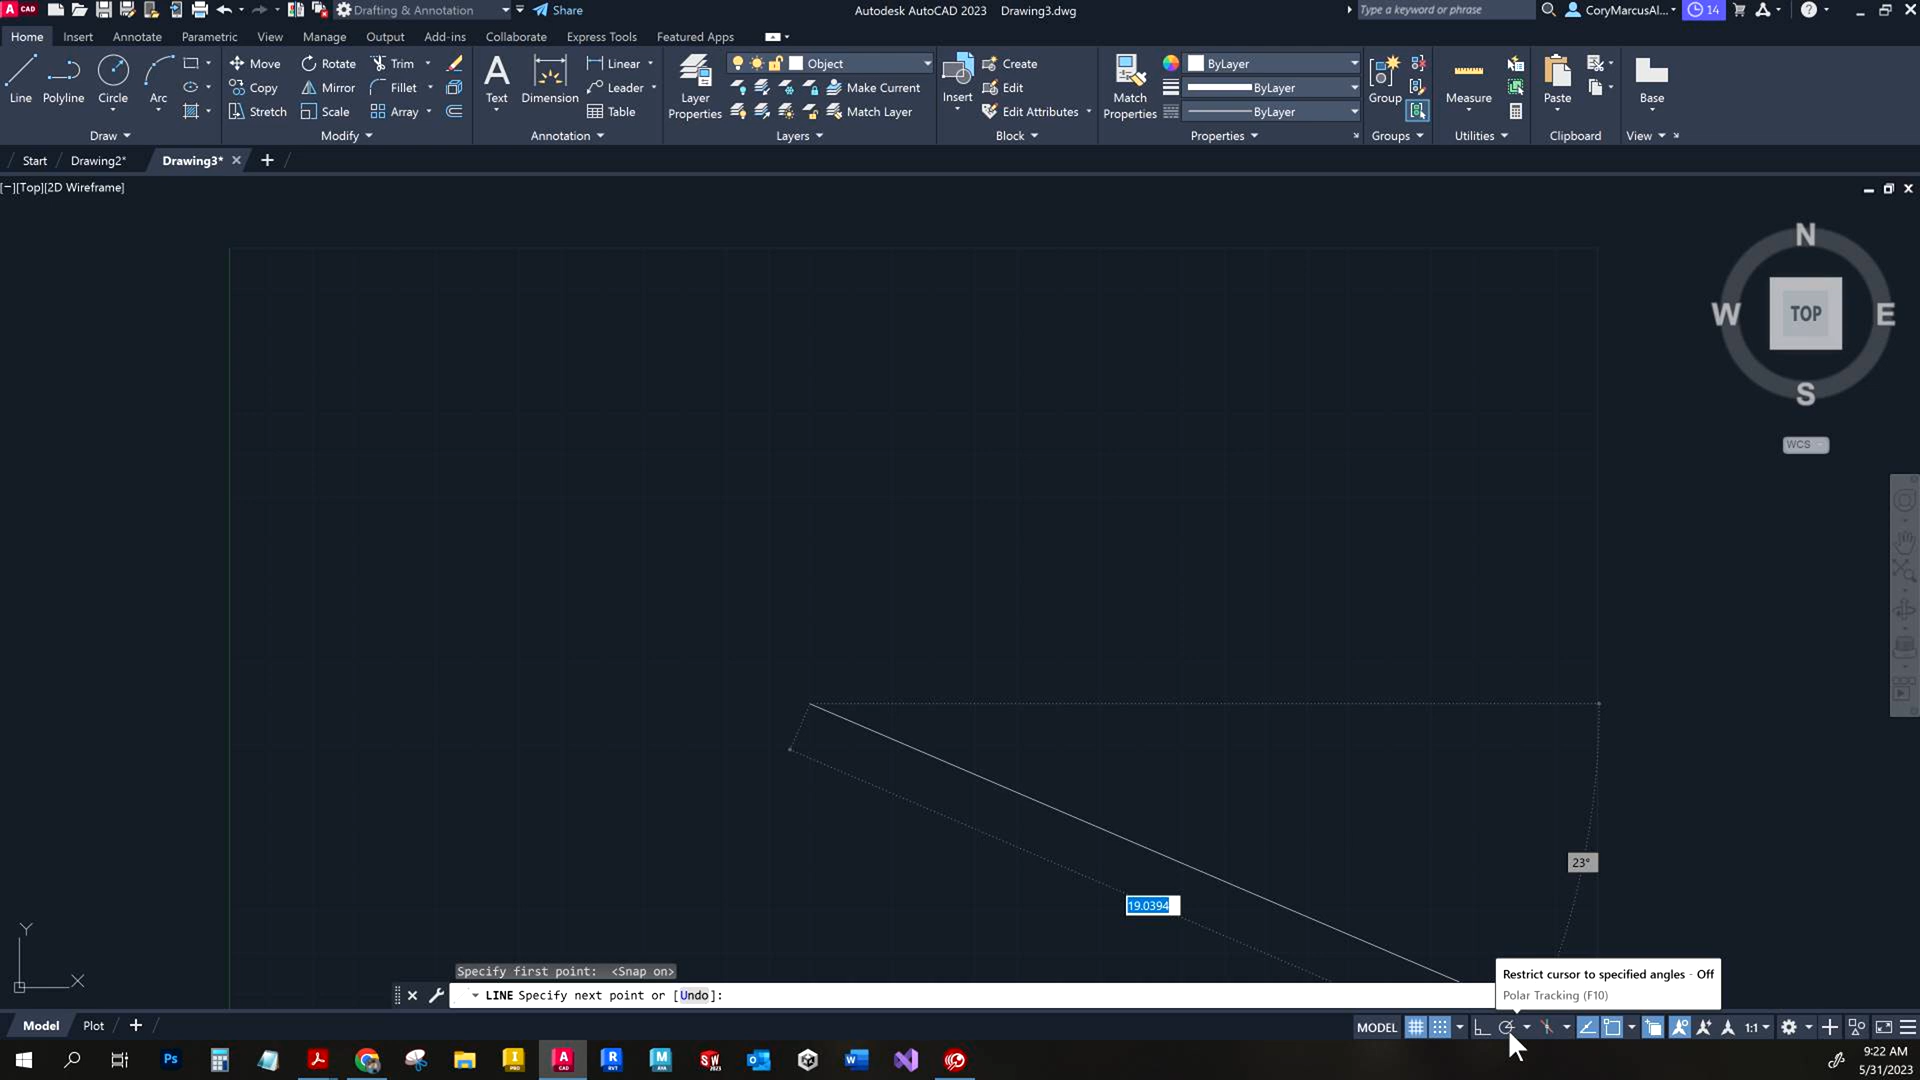 A CAD
Drafting & Annotation
Share
Autodesk AutoCAD 2023 Drawing3.dwg
Type a keyword or phrase
CoryMarcusAl...
14
Home Insert Annotate Parametric View Manage Output Add-ins Collaborate Express Tools Featured Apps
Line
Polyline
Circle
Arc
Draw
Move
Copy
Stretch
Rotate
Mirror
Scale
Trim
Fillet
Array
Modify
Text
Dimension
Linear
Leader
Table
Annotation
Layer
Properties
Object
Make Current
Match Layer
Layers
Insert
Create
Edit
Edit Attributes
Block
Match
Properties
ByLayer
ByLayer
ByLayer
Properties
Group
Groups
Measure
Utilities
Paste
Clipboard
Base
View
Start Drawing2* Drawing3*
[−][Top][2D Wireframe]
N
W TOP E
S
WCS
23°
19.0394
Y
X
Specify first point: <Snap on>
LINE Specify next point or [Undo]:
Restrict cursor to specified angles - Off
Polar Tracking (F10)
Model Plot
MODEL
1:1
9:22 AM
5/31/2023